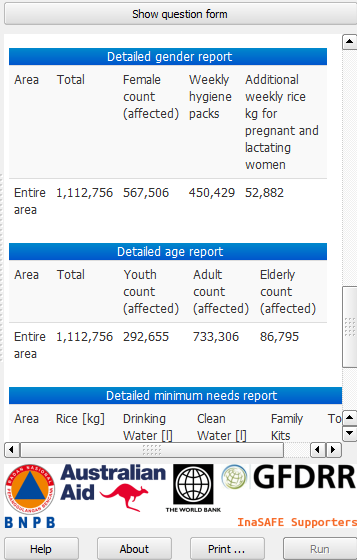 Show question form
Detailed gender report
Area Total Female count (affected) Weekly hygiene packs Additional weekly rice kg for pregnant and lactating women
Entire area 1,112,756 567,506 450,429 52,882
Detailed age report
Area Total Youth count (affected) Adult count (affected) Elderly count (affected)
Entire area 1,112,756 292,655 733,306 86,795
Detailed minimum needs report
Area Rice [kg] Drinking Water [l] Clean Water [l] Family Kits To
Australian Aid
THE WORLD BANK
GFDRR
BNPB
InaSAFE Supporters
Help About Print ... Run